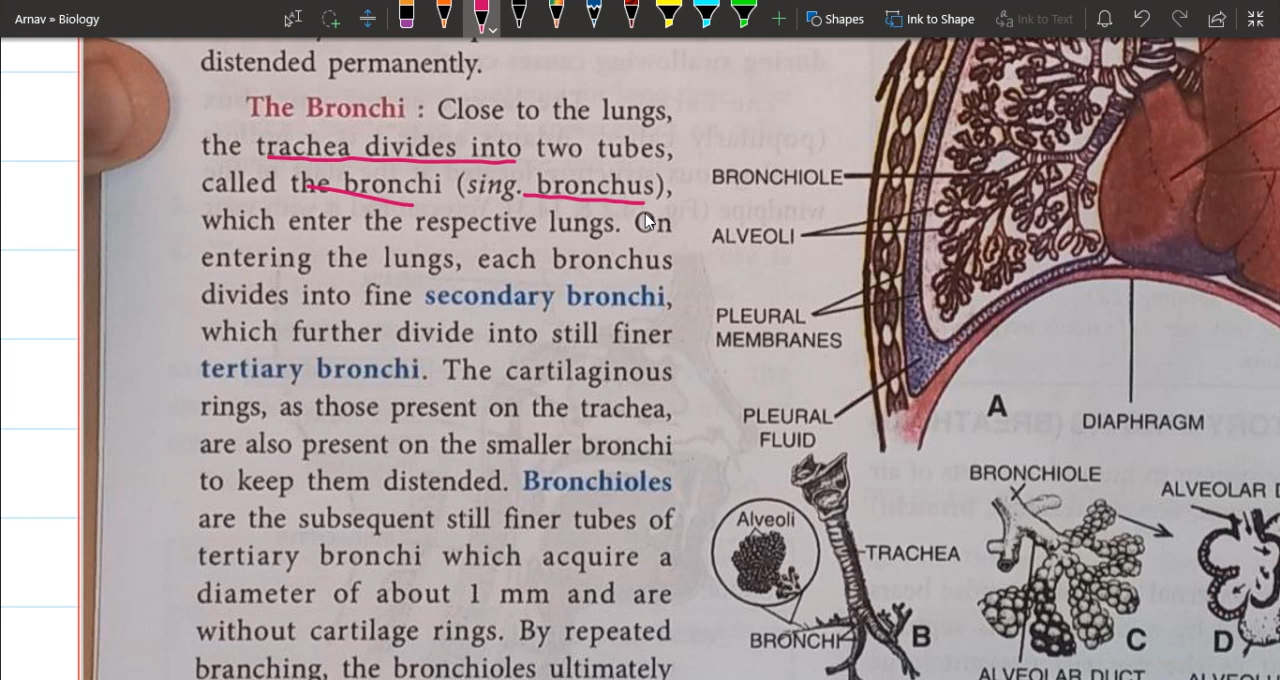 Arnav » Biology
Shapes
Ink to Shape
Ink to Text
distended permanently.
The Bronchi : Close to the lungs,
the trachea divides into two tubes,
called the bronchi (sing. bronchus),
which enter the respective lungs. On
entering the lungs, each bronchus
divides into fine secondary bronchi,
which further divide into still finer
tertiary bronchi. The cartilaginous
rings, as those present on the trachea,
are also present on the smaller bronchi
to keep them distended. Bronchioles
are the subsequent still finer tubes of
tertiary bronchi which acquire a
diameter of about 1 mm and are
without cartilage rings. By repeated
branching, the bronchioles ultimately
BRONCHIOLE
ALVEOLI
PLEURAL
MEMBRANES
PLEURAL
FLUID
A
DIAPHRAGM
BRONCHIOLE
ALVEOLAR
Alveoli
TRACHEA
BRONCHI
B
C
D
ALVEOLAR DUCT